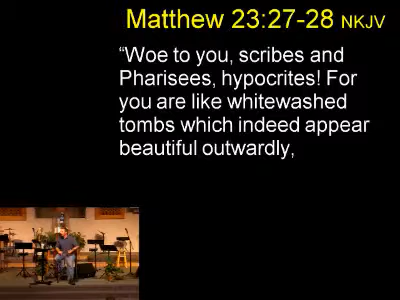 Matthew 23:27-28 NKJV
“Woe to you, scribes and
Pharisees, hypocrites! For
you are like whitewashed
tombs which indeed appear
beautiful outwardly,